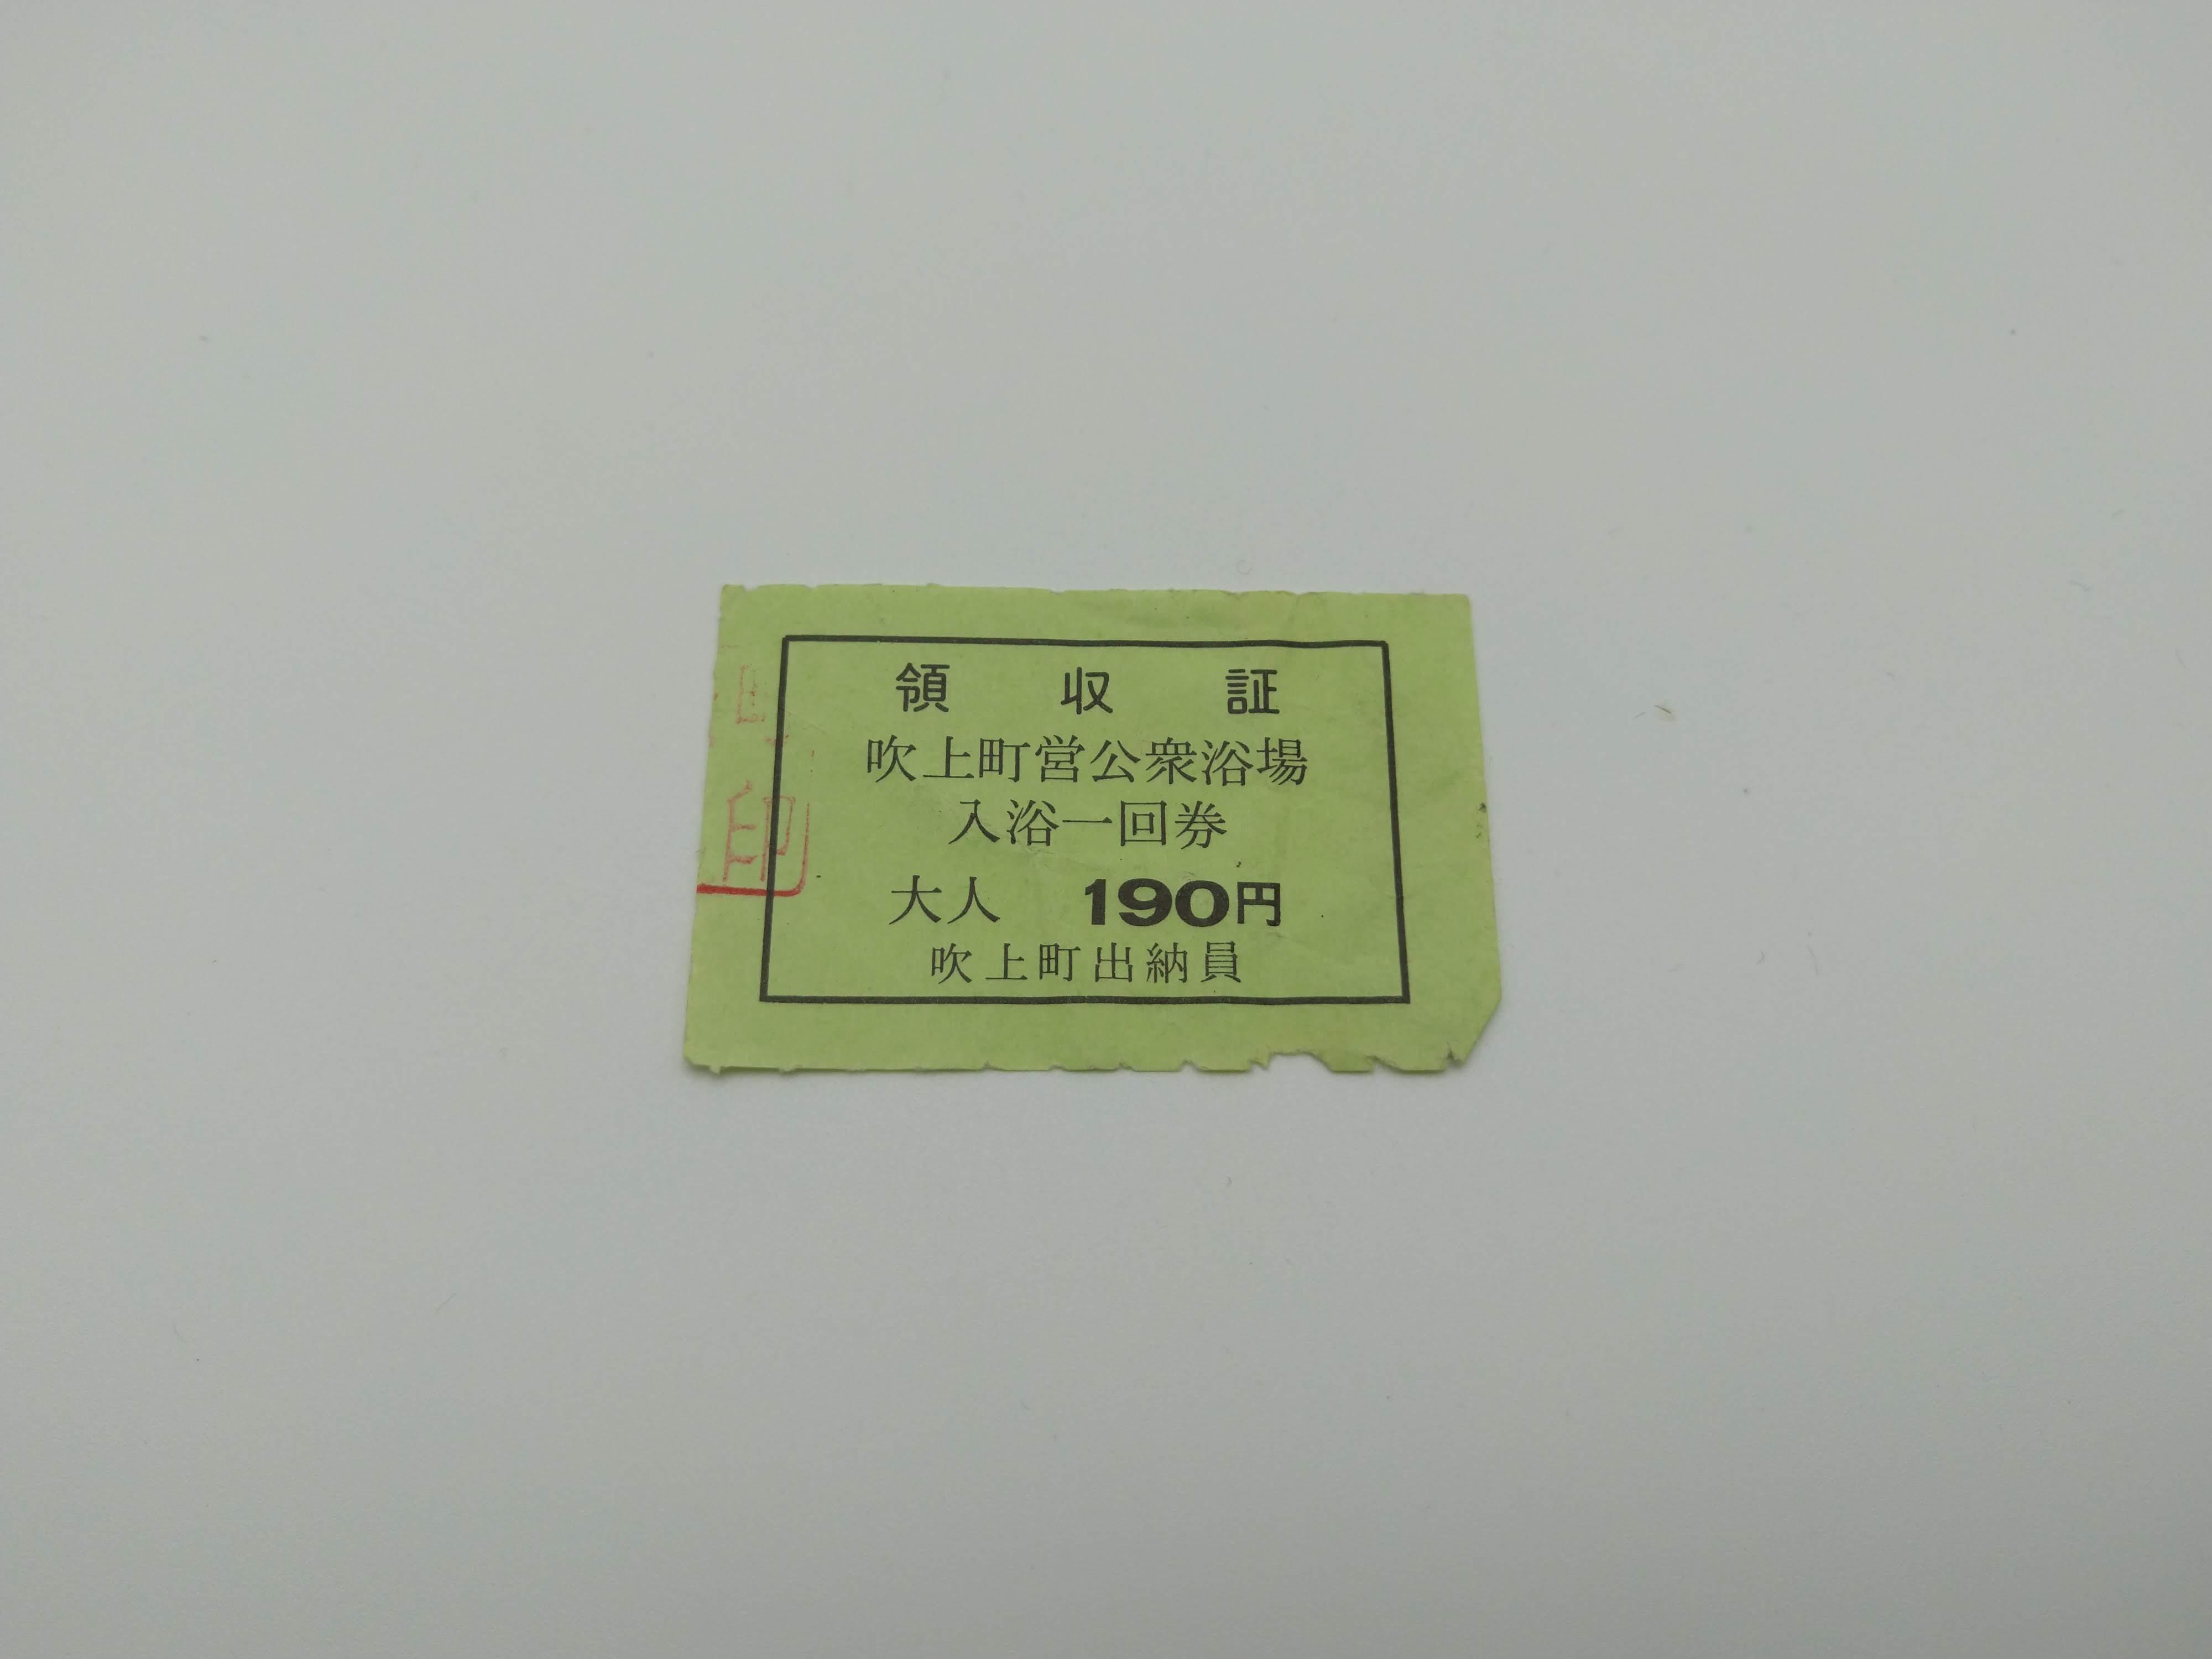 領収証
吹上町営公衆浴場
入浴一回券
大人 190円
吹上町出納員
印